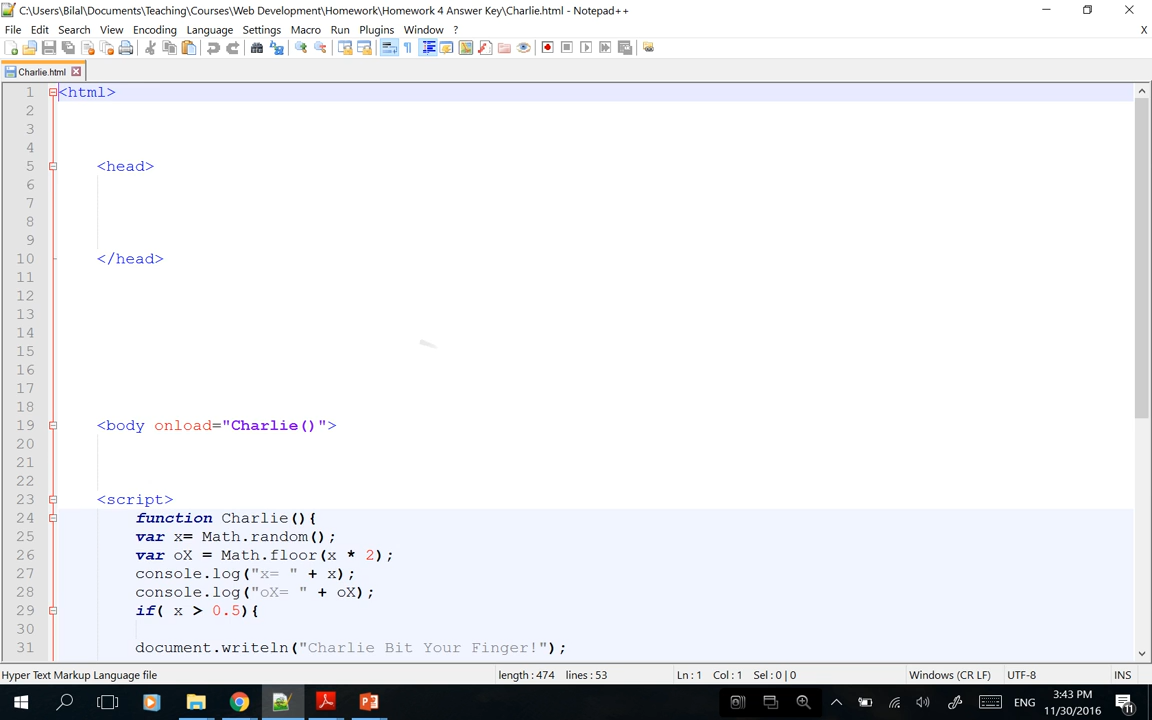 C:\Users\Bilal\Documents\Teaching\Courses\Web Development\Homework\Homework 4 Answer Key\Charlie.html - Notepad++
File Edit Search View Encoding Language Settings Macro Run Plugins Window ? X
Charlie.html
1 <html>
2
3
4
5 <head>
6
7
8
9
10 </head>
11
12
13
14
15
16
17
18
19 <body onload="Charlie()">
20
21
22
23 <script>
24 function Charlie(){
25 var x= Math.random();
26 var oX = Math.floor(x * 2);
27 console.log("x= " + x);
28 console.log("oX= " + oX);
29 if( x > 0.5){
30
31 document.writeln("Charlie Bit Your Finger!");
Hyper Text Markup Language file length : 474 lines : 53 Ln : 1 Col : 1 Sel : 0 | 0 Windows (CR LF) UTF-8 INS
ENG 3:43 PM
11/30/2016 11